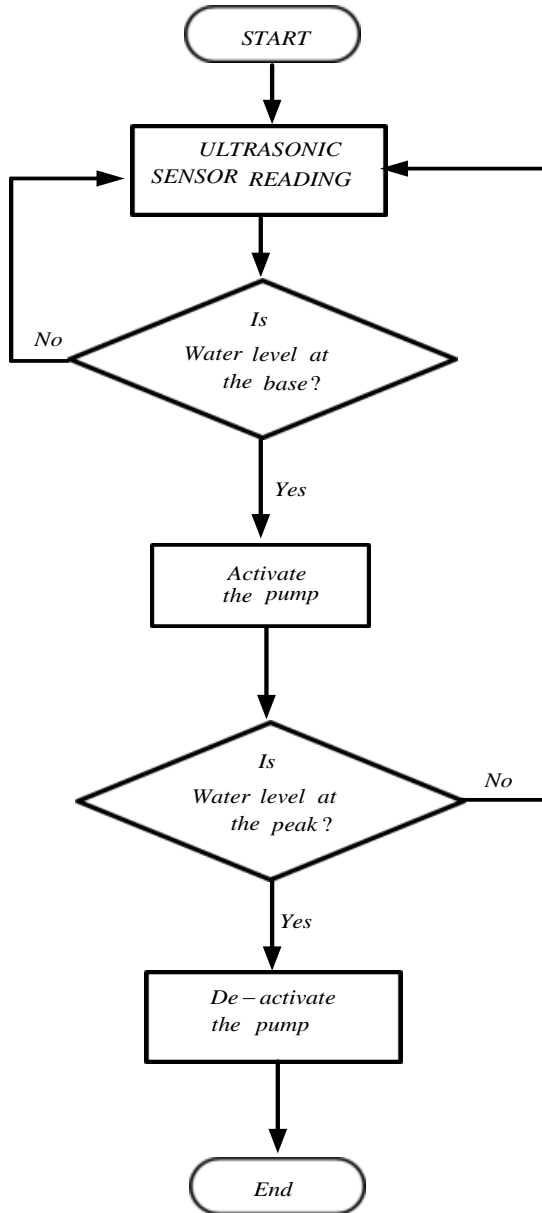 START
ULTRASONIC
SENSOR READING
Is
Water level at
the base?
No
Yes
Activate
the pump
Is
Water level at
the peak?
No
Yes
De-activate
the pump
End